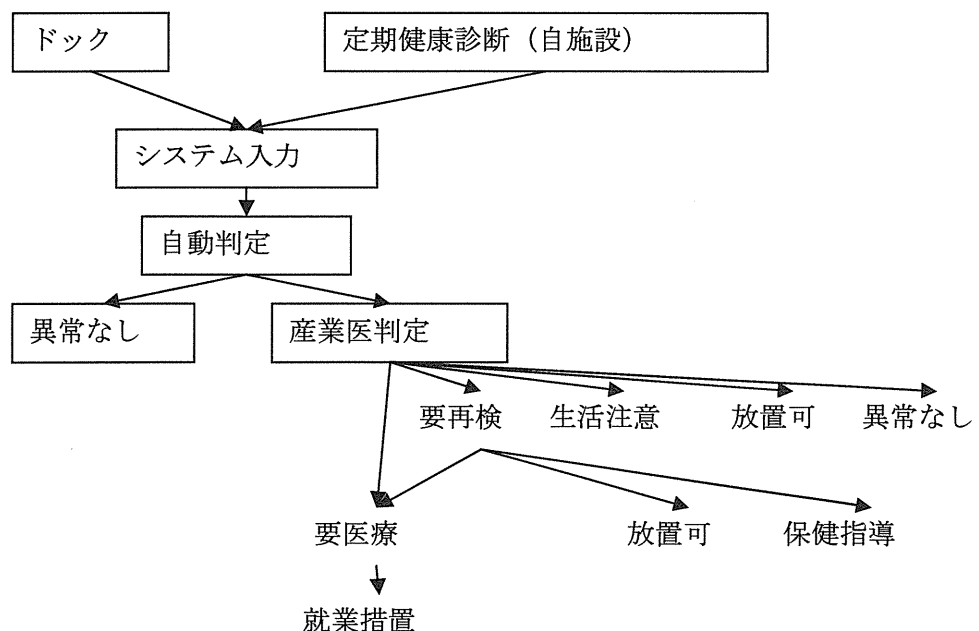 ドック
定期健康診断（自施設）
システム入力
自動判定
異常なし
産業医判定
要再検
生活注意
放置可
異常なし
要医療
放置可
保健指導
就業措置